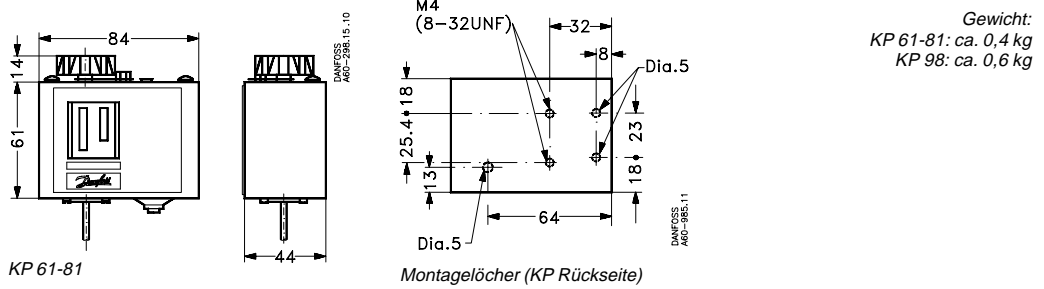 84
14
61
Danfoss
DANFOSS
A60-298.15.10
44
KP 61-81
M4
(8-32UNF)
32
8
Dia.5
18
25.4
13
23
18
64
Dia.5
DANFOSS
A60-985.11
Montagelöcher (KP Rückseite)
Gewicht:
KP 61-81: ca. 0,4 kg
KP 98: ca. 0,6 kg